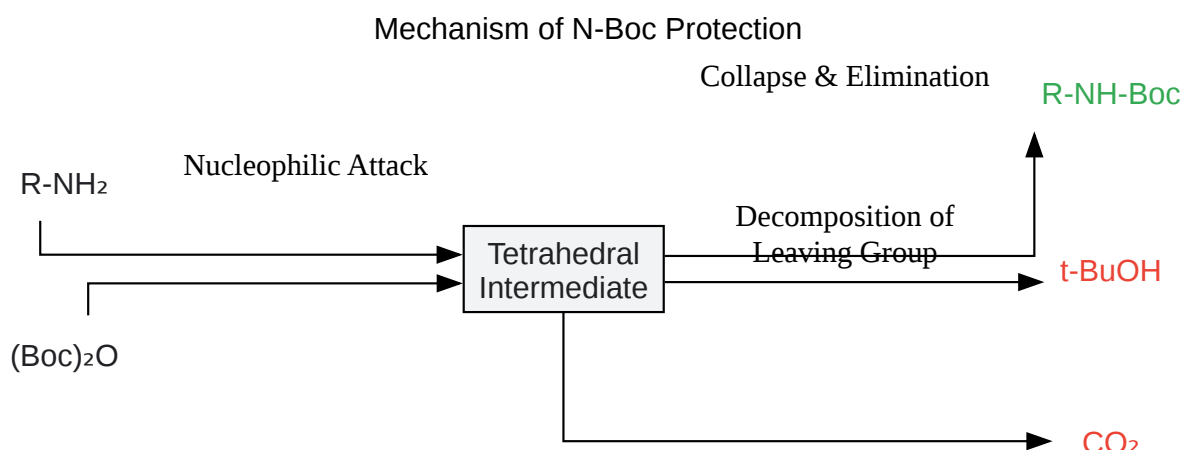 Mechanism of N-Boc Protection
Collapse & Elimination
R-NH-Boc
Nucleophilic Attack
R-NH₂
Decomposition of
Leaving Group
Tetrahedral
Intermediate
t-BuOH
(Boc)₂O
CO₂